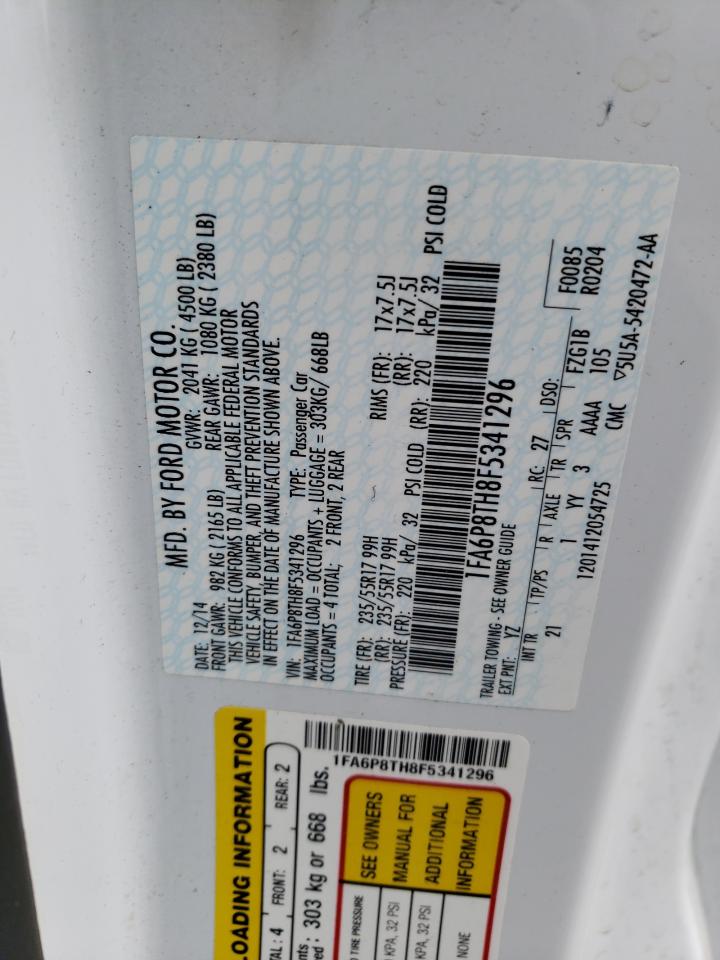 MFD. BY FORD MOTOR CO.
DATE: 12/14 GVWR: 2041 KG ( 4500 LB)
FRONT GAWR: 982 KG ( 2165 LB) REAR GAWR: 1080 KG ( 2380 LB)
THIS VEHICLE CONFORMS TO ALL APPLICABLE FEDERAL MOTOR
VEHICLE SAFETY, BUMPER, AND THEFT PREVENTION STANDARDS
IN EFFECT ON THE DATE OF MANUFACTURE SHOWN ABOVE.
VIN: 1FA6P8TH8F5341296 TYPE: Passenger Car
MAXIMUM LOAD = OCCUPANTS + LUGGAGE = 303KG/ 668LB
OCCUPANTS = 4 TOTAL; 2 FRONT, 2 REAR
TIRE (FR): 235/55R17 99H RIMS (FR): 17x7.5J
(RR): 235/55R17 99H (RR): 17x7.5J
PRESSURE (FR): 220 kPa/ 32 PSI COLD (RR): 220 kPa/ 32 PSI COLD
1FA6P8TH8F5341296
TRAILER TOWING - SEE OWNER GUIDE
EXT PNT: YZ RC: 27 DSO: F0085
INT TR TP/PS R AXLE TR SPR R0204
21 1 YY 3 AAAA FZG1B
105
1201412054725 CMC ▽5U5A-5420472-AA
LOADING INFORMATION
TAL: 4 FRONT: 2 REAR: 2
nts
ed : 303 kg or 668 lbs.
1FA6P8TH8F5341296
D TIRE PRESSURE
KPA, 32 PSI
KPA, 32 PSI
NONE
SEE OWNERS
MANUAL FOR
ADDITIONAL
INFORMATION